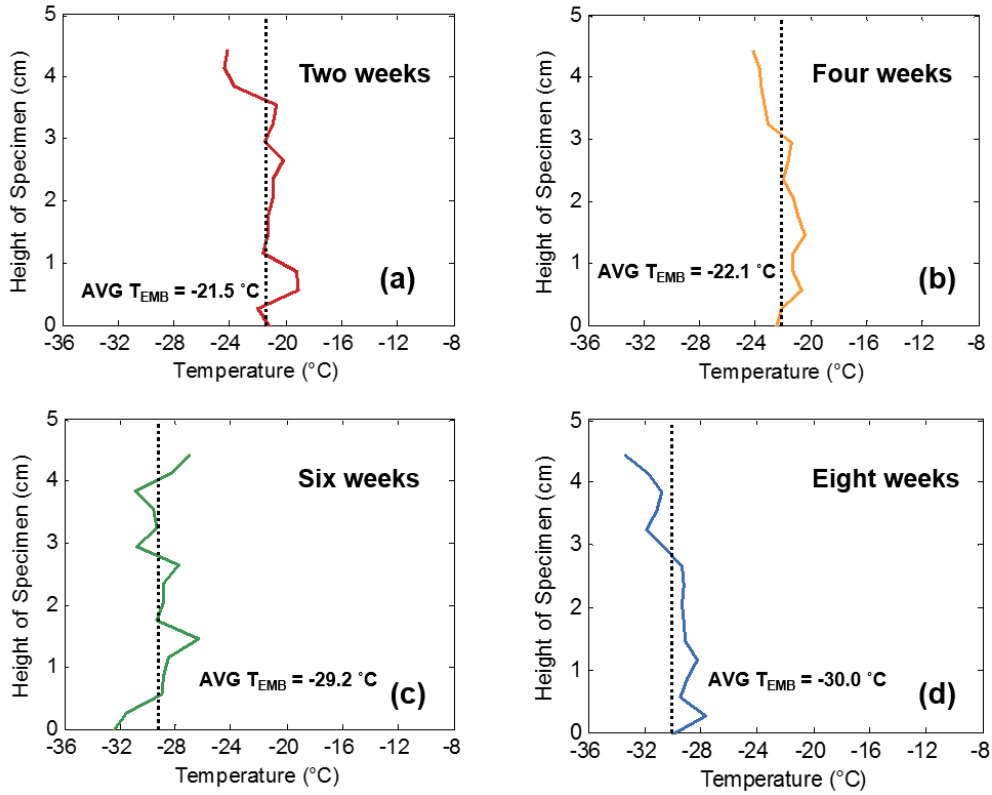 5
4
3
2
1
0
Height of Specimen (cm)
Two weeks
(a)
AVG T_EMB = -21.5 ˚C
-36 -32 -28 -24 -20 -16 -12 -8
Temperature (°C)
5
4
3
2
1
0
Height of Specimen (cm)
Four weeks
(b)
AVG T_EMB = -22.1 ˚C
-36 -32 -28 -24 -20 -16 -12 -8
Temperature (°C)
5
4
3
2
1
0
Height of Specimen (cm)
Six weeks
AVG T_EMB = -29.2 ˚C
(c)
-36 -32 -28 -24 -20 -16 -12 -8
Temperature (°C)
5
4
3
2
1
0
Height of Specimen (cm)
Eight weeks
AVG T_EMB = -30.0 ˚C
(d)
-36 -32 -28 -24 -20 -16 -12 -8
Temperature (°C)